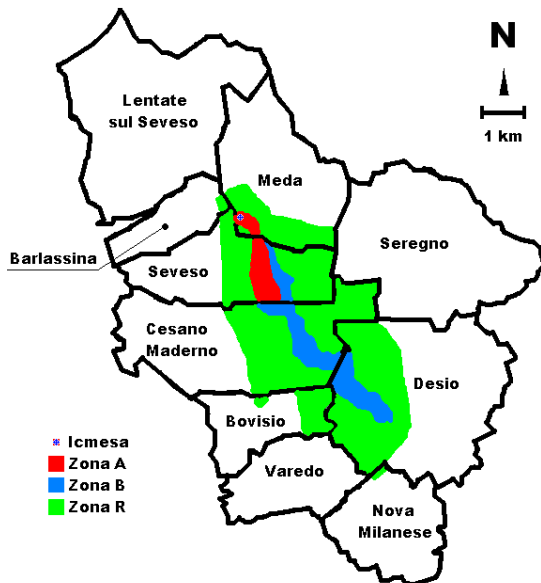 N
1 km
Lentate
sul Seveso
Meda
Seregno
Barlassina
Seveso
Cesano
Maderno
Desio
Bovisio
Varedo
Nova
Milanese
Icmesa
Zona A
Zona B
Zona R